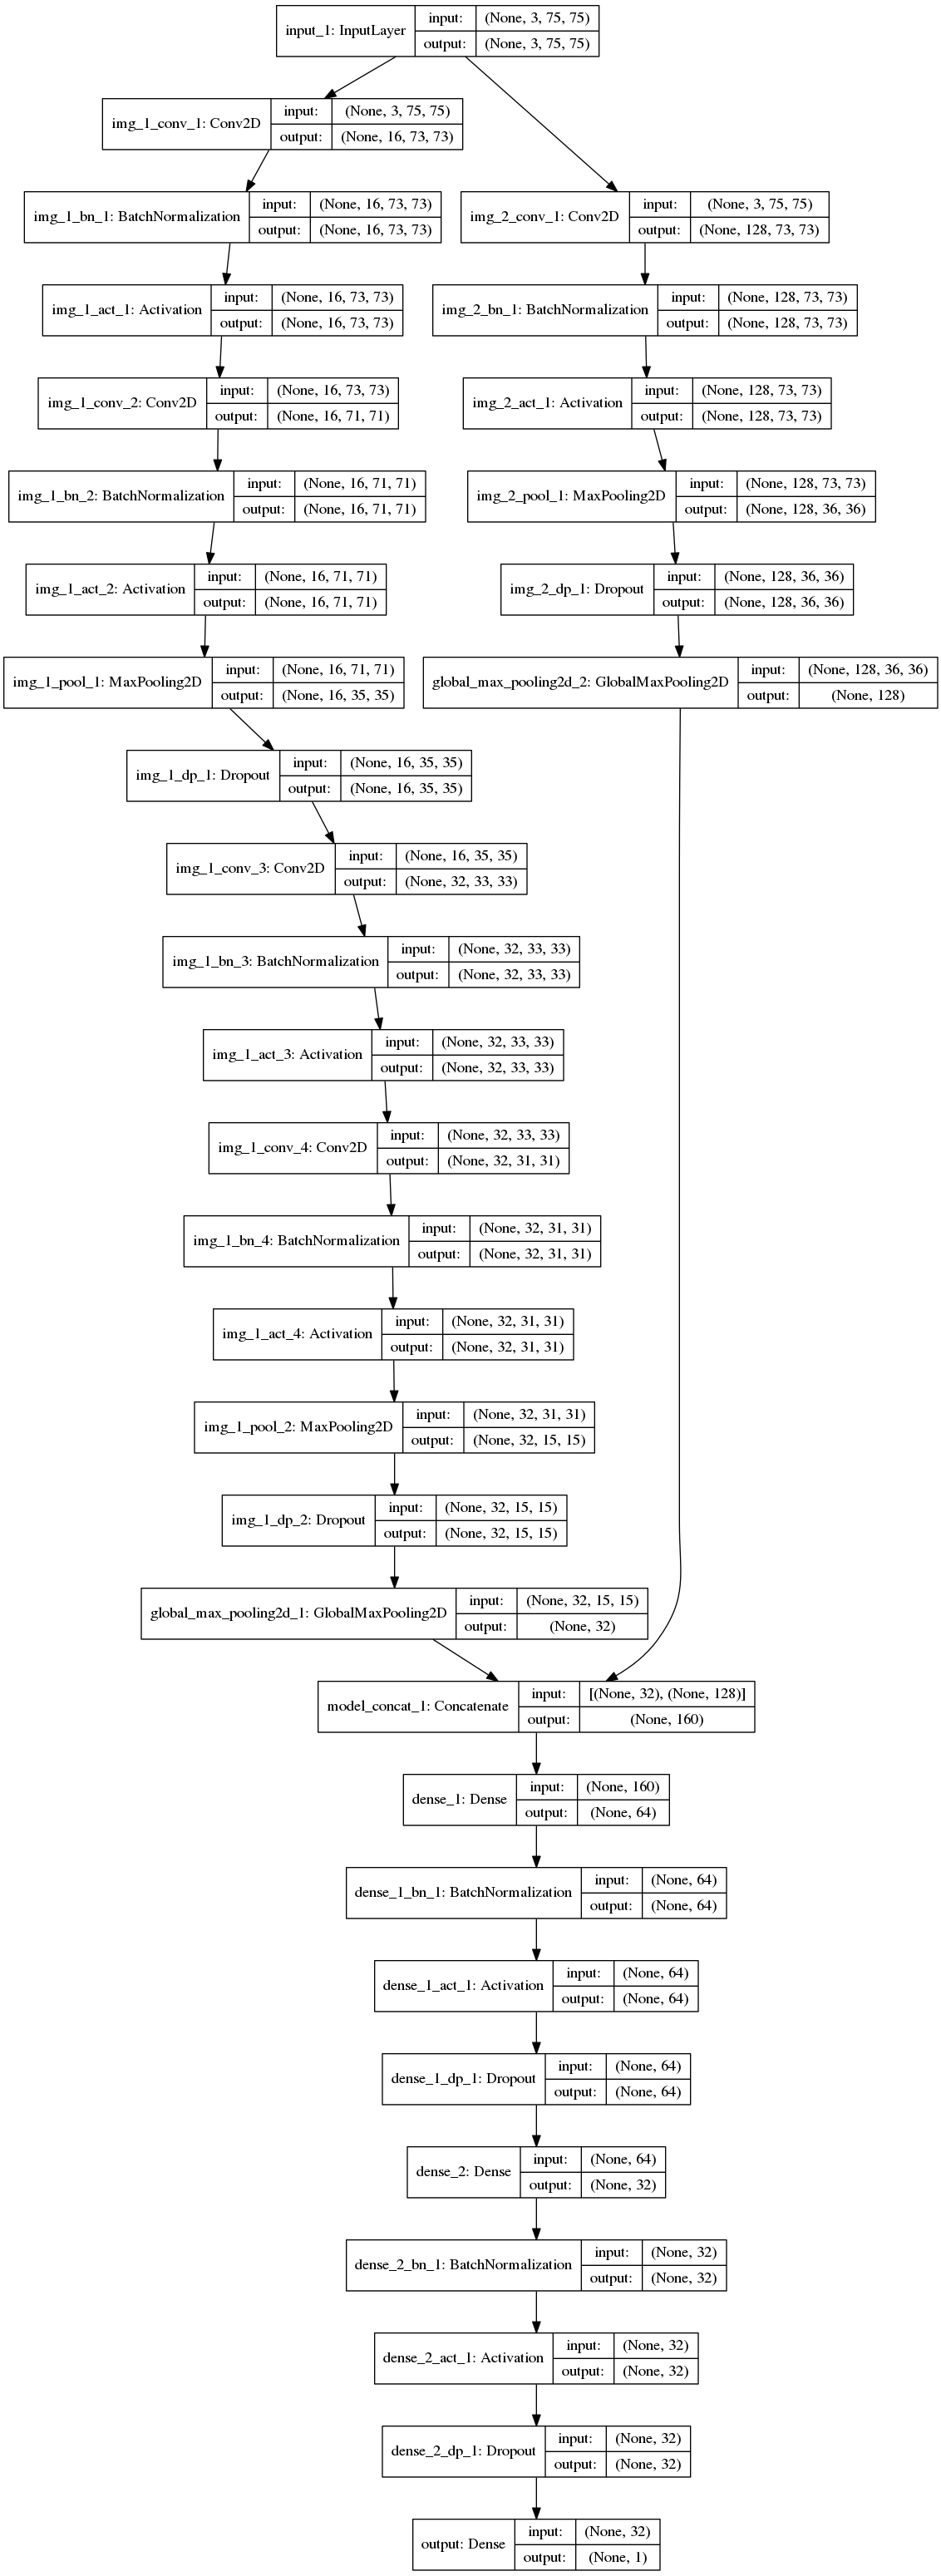 input_1: InputLayer
input: (None, 3, 75, 75)
output: (None, 3, 75, 75)
img_1_conv_1: Conv2D
input: (None, 3, 75, 75)
output: (None, 16, 73, 73)
img_1_bn_1: BatchNormalization
input: (None, 16, 73, 73)
output: (None, 16, 73, 73)
img_2_conv_1: Conv2D
input: (None, 3, 75, 75)
output: (None, 128, 73, 73)
img_1_act_1: Activation
input: (None, 16, 73, 73)
output: (None, 16, 73, 73)
img_2_bn_1: BatchNormalization
input: (None, 128, 73, 73)
output: (None, 128, 73, 73)
img_1_conv_2: Conv2D
input: (None, 16, 73, 73)
output: (None, 16, 71, 71)
img_2_act_1: Activation
input: (None, 128, 73, 73)
output: (None, 128, 73, 73)
img_1_bn_2: BatchNormalization
input: (None, 16, 71, 71)
output: (None, 16, 71, 71)
img_2_pool_1: MaxPooling2D
input: (None, 128, 73, 73)
output: (None, 128, 36, 36)
img_1_act_2: Activation
input: (None, 16, 71, 71)
output: (None, 16, 71, 71)
img_2_dp_1: Dropout
input: (None, 128, 36, 36)
output: (None, 128, 36, 36)
img_1_pool_1: MaxPooling2D
input: (None, 16, 71, 71)
output: (None, 16, 35, 35)
global_max_pooling2d_2: GlobalMaxPooling2D
input: (None, 128, 36, 36)
output: (None, 128)
img_1_dp_1: Dropout
input: (None, 16, 35, 35)
output: (None, 16, 35, 35)
img_1_conv_3: Conv2D
input: (None, 16, 35, 35)
output: (None, 32, 33, 33)
img_1_bn_3: BatchNormalization
input: (None, 32, 33, 33)
output: (None, 32, 33, 33)
img_1_act_3: Activation
input: (None, 32, 33, 33)
output: (None, 32, 33, 33)
img_1_conv_4: Conv2D
input: (None, 32, 33, 33)
output: (None, 32, 31, 31)
img_1_bn_4: BatchNormalization
input: (None, 32, 31, 31)
output: (None, 32, 31, 31)
img_1_act_4: Activation
input: (None, 32, 31, 31)
output: (None, 32, 31, 31)
img_1_pool_2: MaxPooling2D
input: (None, 32, 31, 31)
output: (None, 32, 15, 15)
img_1_dp_2: Dropout
input: (None, 32, 15, 15)
output: (None, 32, 15, 15)
global_max_pooling2d_1: GlobalMaxPooling2D
input: (None, 32, 15, 15)
output: (None, 32)
model_concat_1: Concatenate
input: [(None, 32), (None, 128)]
output: (None, 160)
dense_1: Dense
input: (None, 160)
output: (None, 64)
dense_1_bn_1: BatchNormalization
input: (None, 64)
output: (None, 64)
dense_1_act_1: Activation
input: (None, 64)
output: (None, 64)
dense_1_dp_1: Dropout
input: (None, 64)
output: (None, 64)
dense_2: Dense
input: (None, 64)
output: (None, 32)
dense_2_bn_1: BatchNormalization
input: (None, 32)
output: (None, 32)
dense_2_act_1: Activation
input: (None, 32)
output: (None, 32)
dense_2_dp_1: Dropout
input: (None, 32)
output: (None, 32)
output: Dense
input: (None, 32)
output: (None, 1)